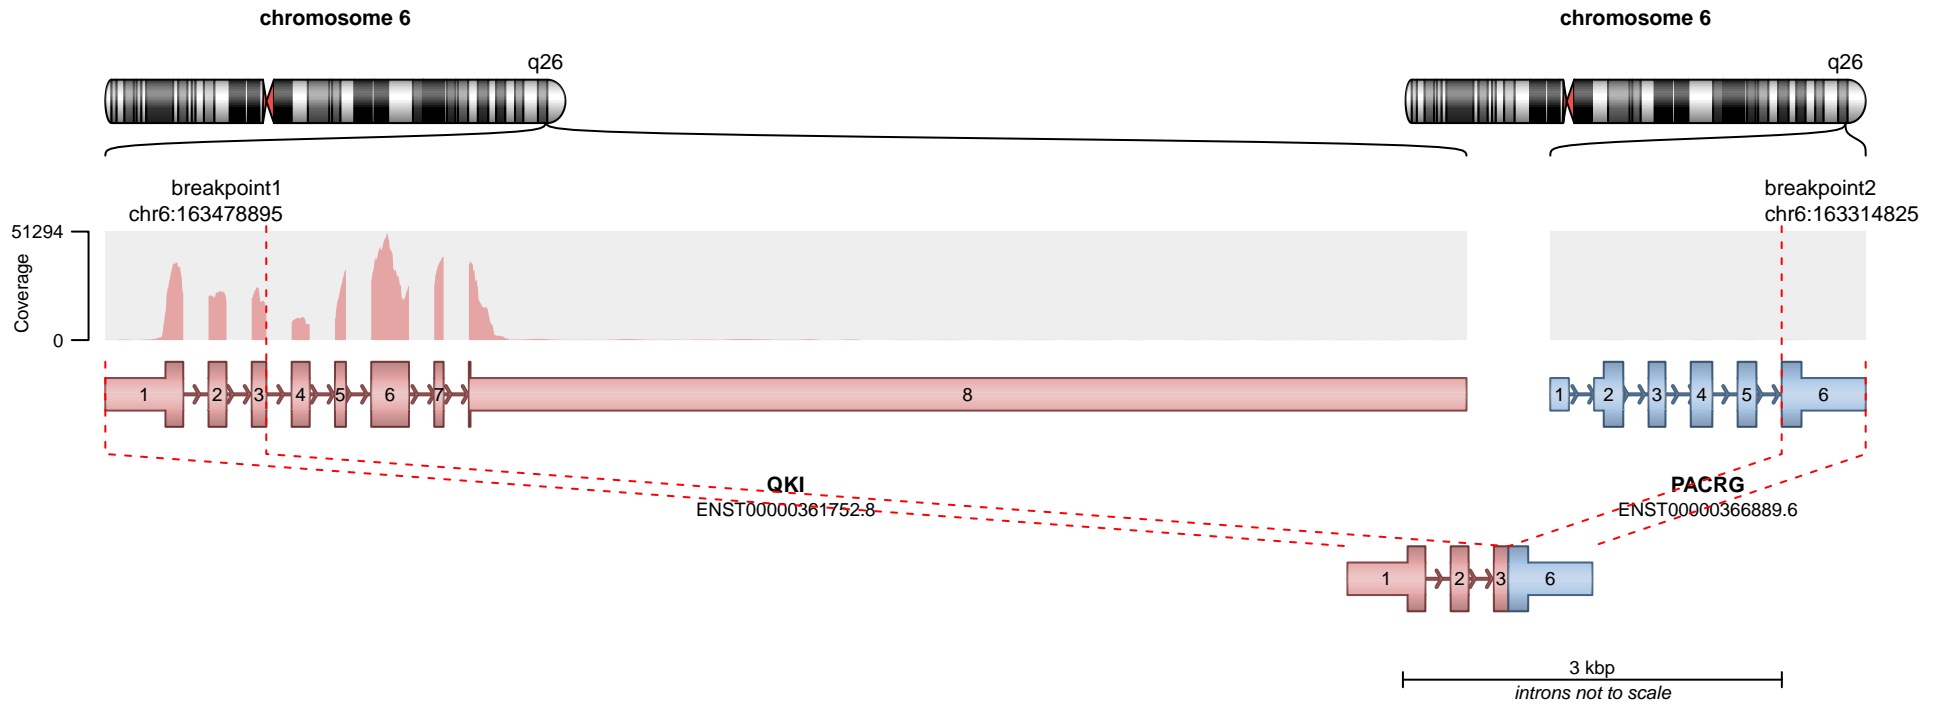 chromosome 6
chromosome 6
q26
q26
breakpoint1
chr6:163478895
breakpoint2
chr6:163314825
51294
Coverage
0
1 2 3 4 5 6 7 8
1 2 3 4 5 6
QKI
ENST00000361752.8
PACRG
ENST00000366889.6
1 2 3 6
3 kbp
introns not to scale